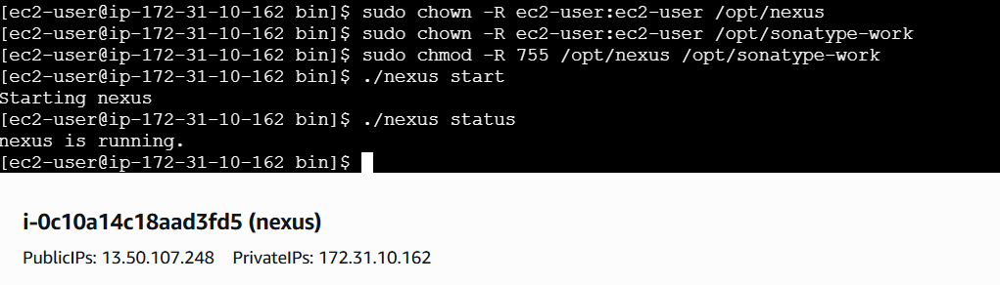 [ec2-user@ip-172-31-10-162 bin]$ sudo chown -R ec2-user:ec2-user /opt/nexus
[ec2-user@ip-172-31-10-162 bin]$ sudo chown -R ec2-user:ec2-user /opt/sonatype-work
[ec2-user@ip-172-31-10-162 bin]$ sudo chmod -R 755 /opt/nexus /opt/sonatype-work
[ec2-user@ip-172-31-10-162 bin]$ ./nexus start
Starting nexus
[ec2-user@ip-172-31-10-162 bin]$ ./nexus status
nexus is running.
[ec2-user@ip-172-31-10-162 bin]$
i-0c10a14c18aad3fd5 (nexus)
PublicIPs: 13.50.107.248 PrivateIPs: 172.31.10.162